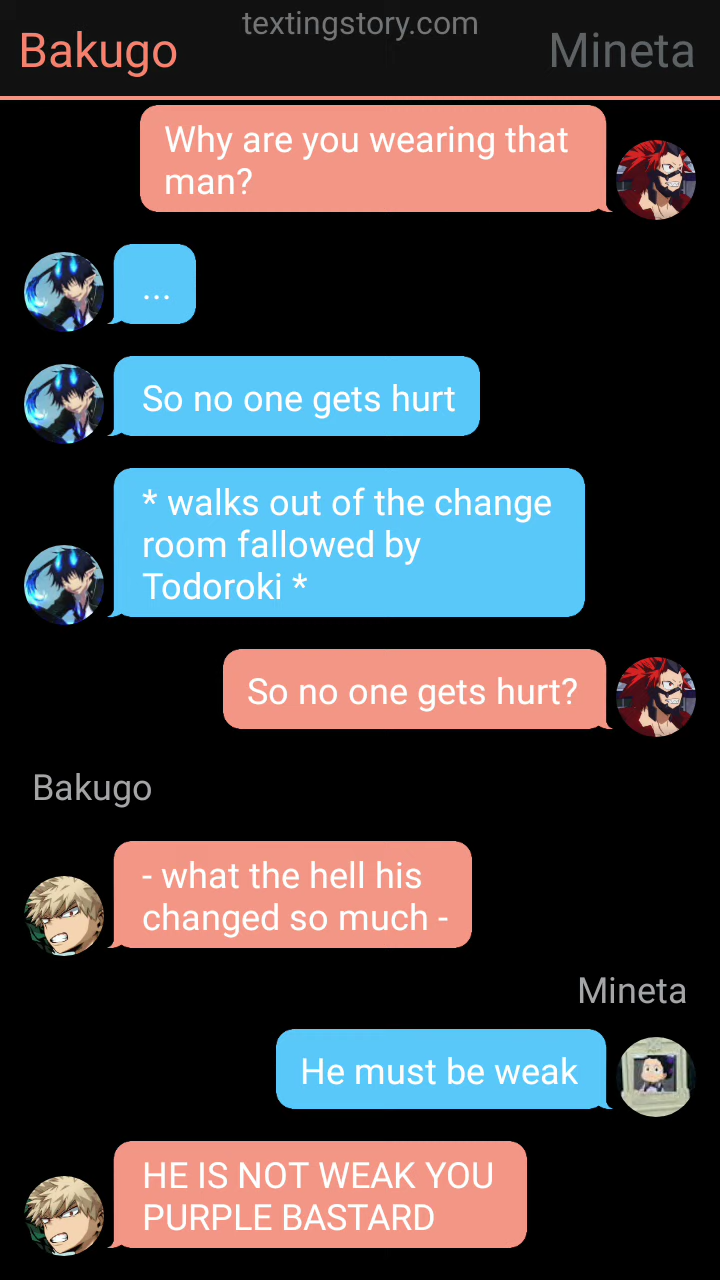 textingstory.com
Bakugo
Mineta
Why are you wearing that
man?
...
So no one gets hurt
* walks out of the change
room fallowed by
Todoroki *
So no one gets hurt?
Bakugo
- what the hell his
changed so much -
Mineta
He must be weak
HE IS NOT WEAK YOU
PURPLE BASTARD